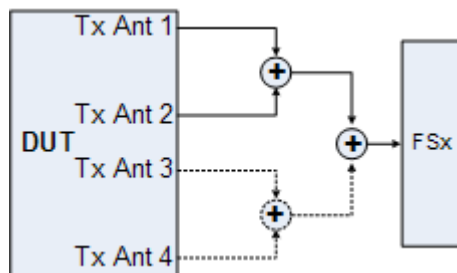 Tx Ant 1
Tx Ant 2
DUT
Tx Ant 3
Tx Ant 4
+
+
+
FSx